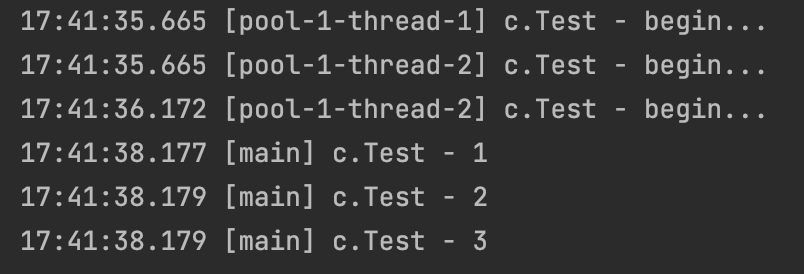 17:41:35.665 [pool-1-thread-1] c.Test - begin...
17:41:35.665 [pool-1-thread-2] c.Test - begin...
17:41:36.172 [pool-1-thread-2] c.Test - begin...
17:41:38.177 [main] c.Test - 1
17:41:38.179 [main] c.Test - 2
17:41:38.179 [main] c.Test - 3